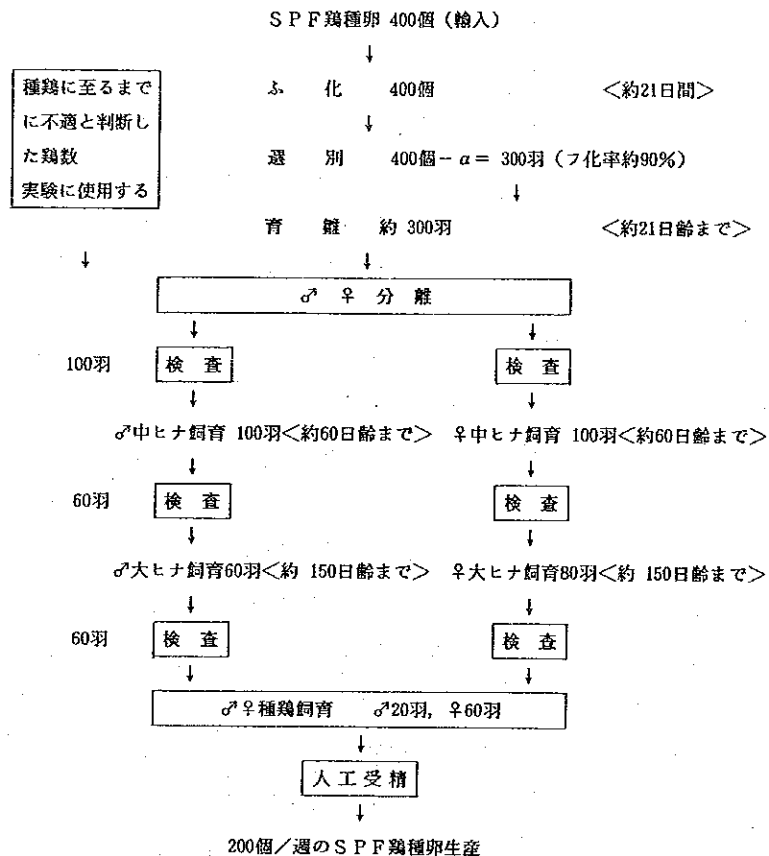 SPF鶏種卵 400個(輸入)
↓
種鶏に至るまで
に不適と判断し
た鶏数
実験に使用する
ふ 化 400個 <約21日間>
↓
選 別 400個-α= 300羽(フ化率約90%)
↓
育 雛 約 300羽 <約21日齢まで>
↓ ↓
♂ ♀ 分 離
↓ ↓
100羽 検 査 検 査
↓ ↓
♂中ヒナ飼育 100羽<約60日齢まで> ♀中ヒナ飼育 100羽<約60日齢まで>
↓ ↓
60羽 検 査 検 査
↓ ↓
♂大ヒナ飼育60羽<約 150日齢まで> ♀大ヒナ飼育80羽<約 150日齢まで>
↓ ↓
60羽 検 査 検 査
↓ ↓
♂♀種鶏飼育 ♂20羽, ♀60羽
↓
人工受精
↓
200個/週のSPF鶏種卵生産